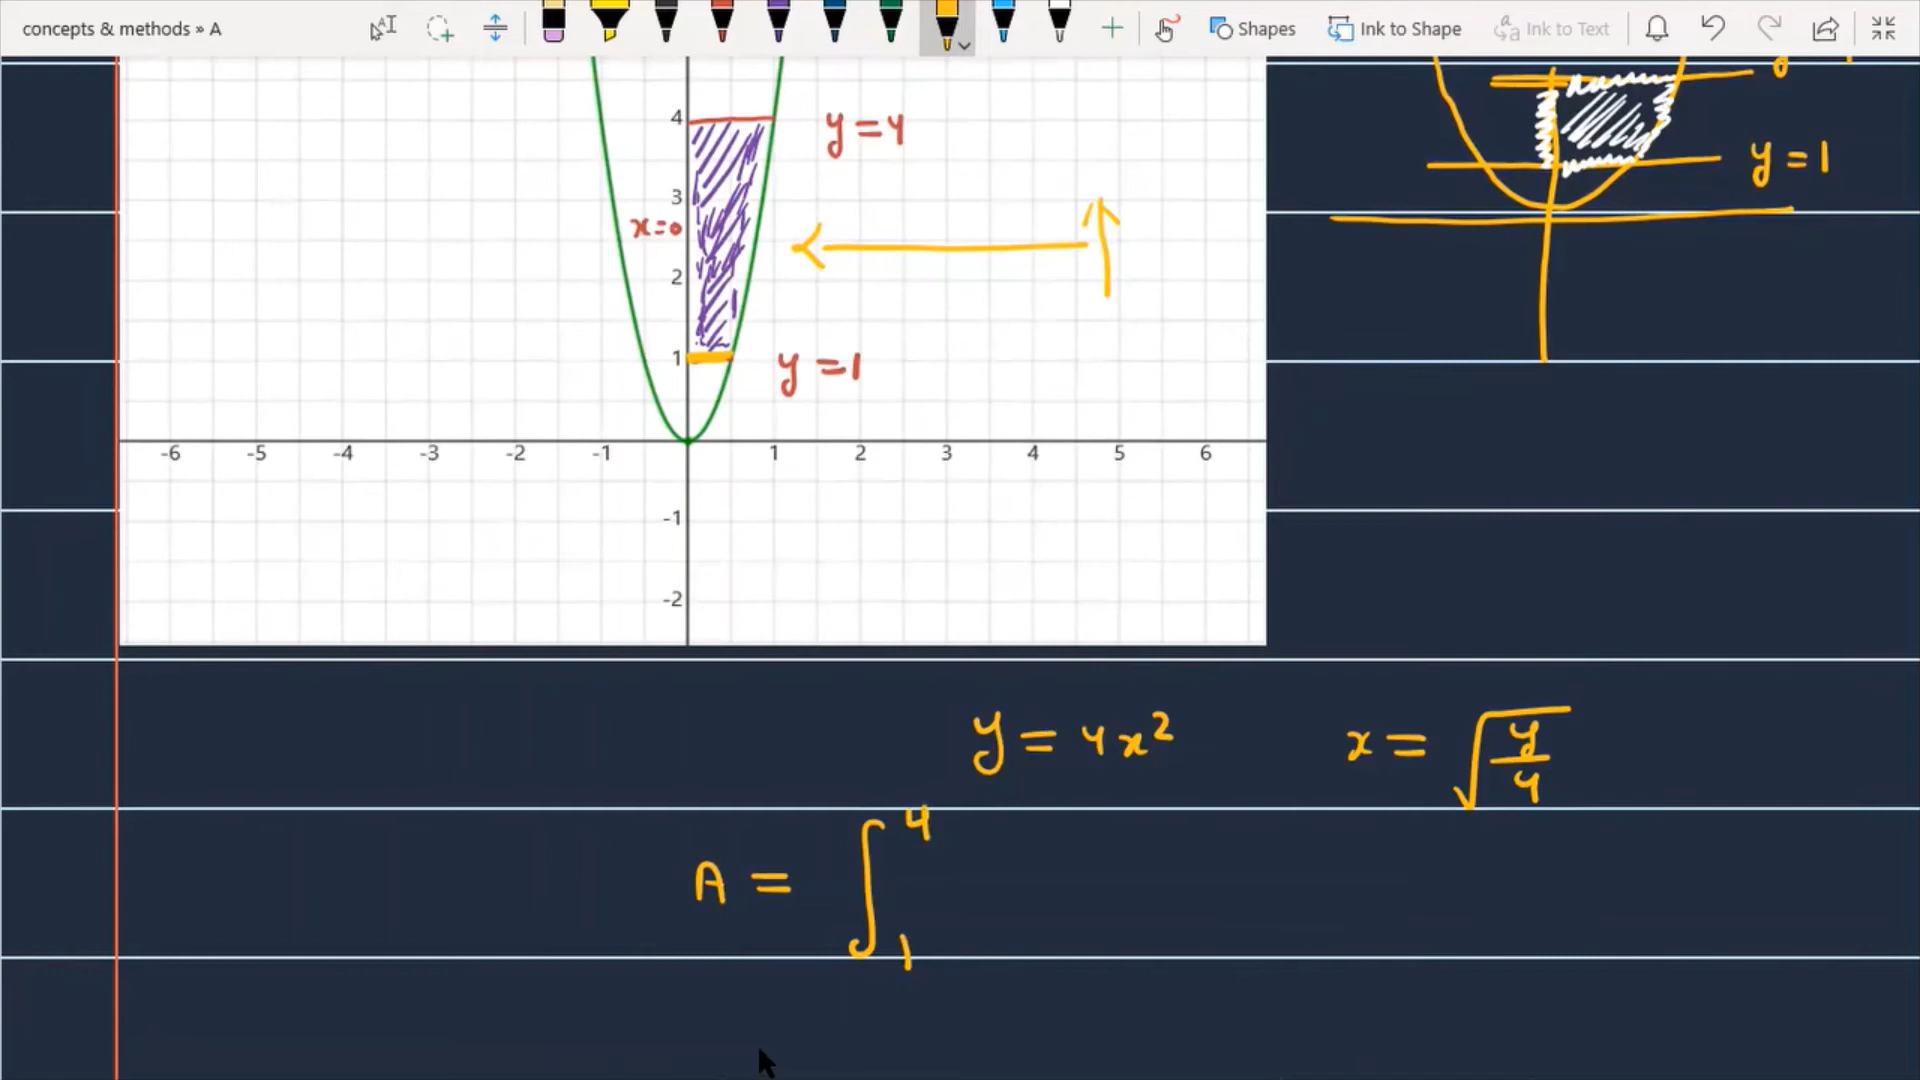 concepts & methods » A
Shapes
Ink to Shape
Ink to Text
4
y = 4
3
x = 0
2
1
y = 1
y = 1
-6 -5 -4 -3 -2 -1 1 2 3 4 5 6
-1
-2
y = 4x²
x = √(y/4)
A = ∫₁⁴